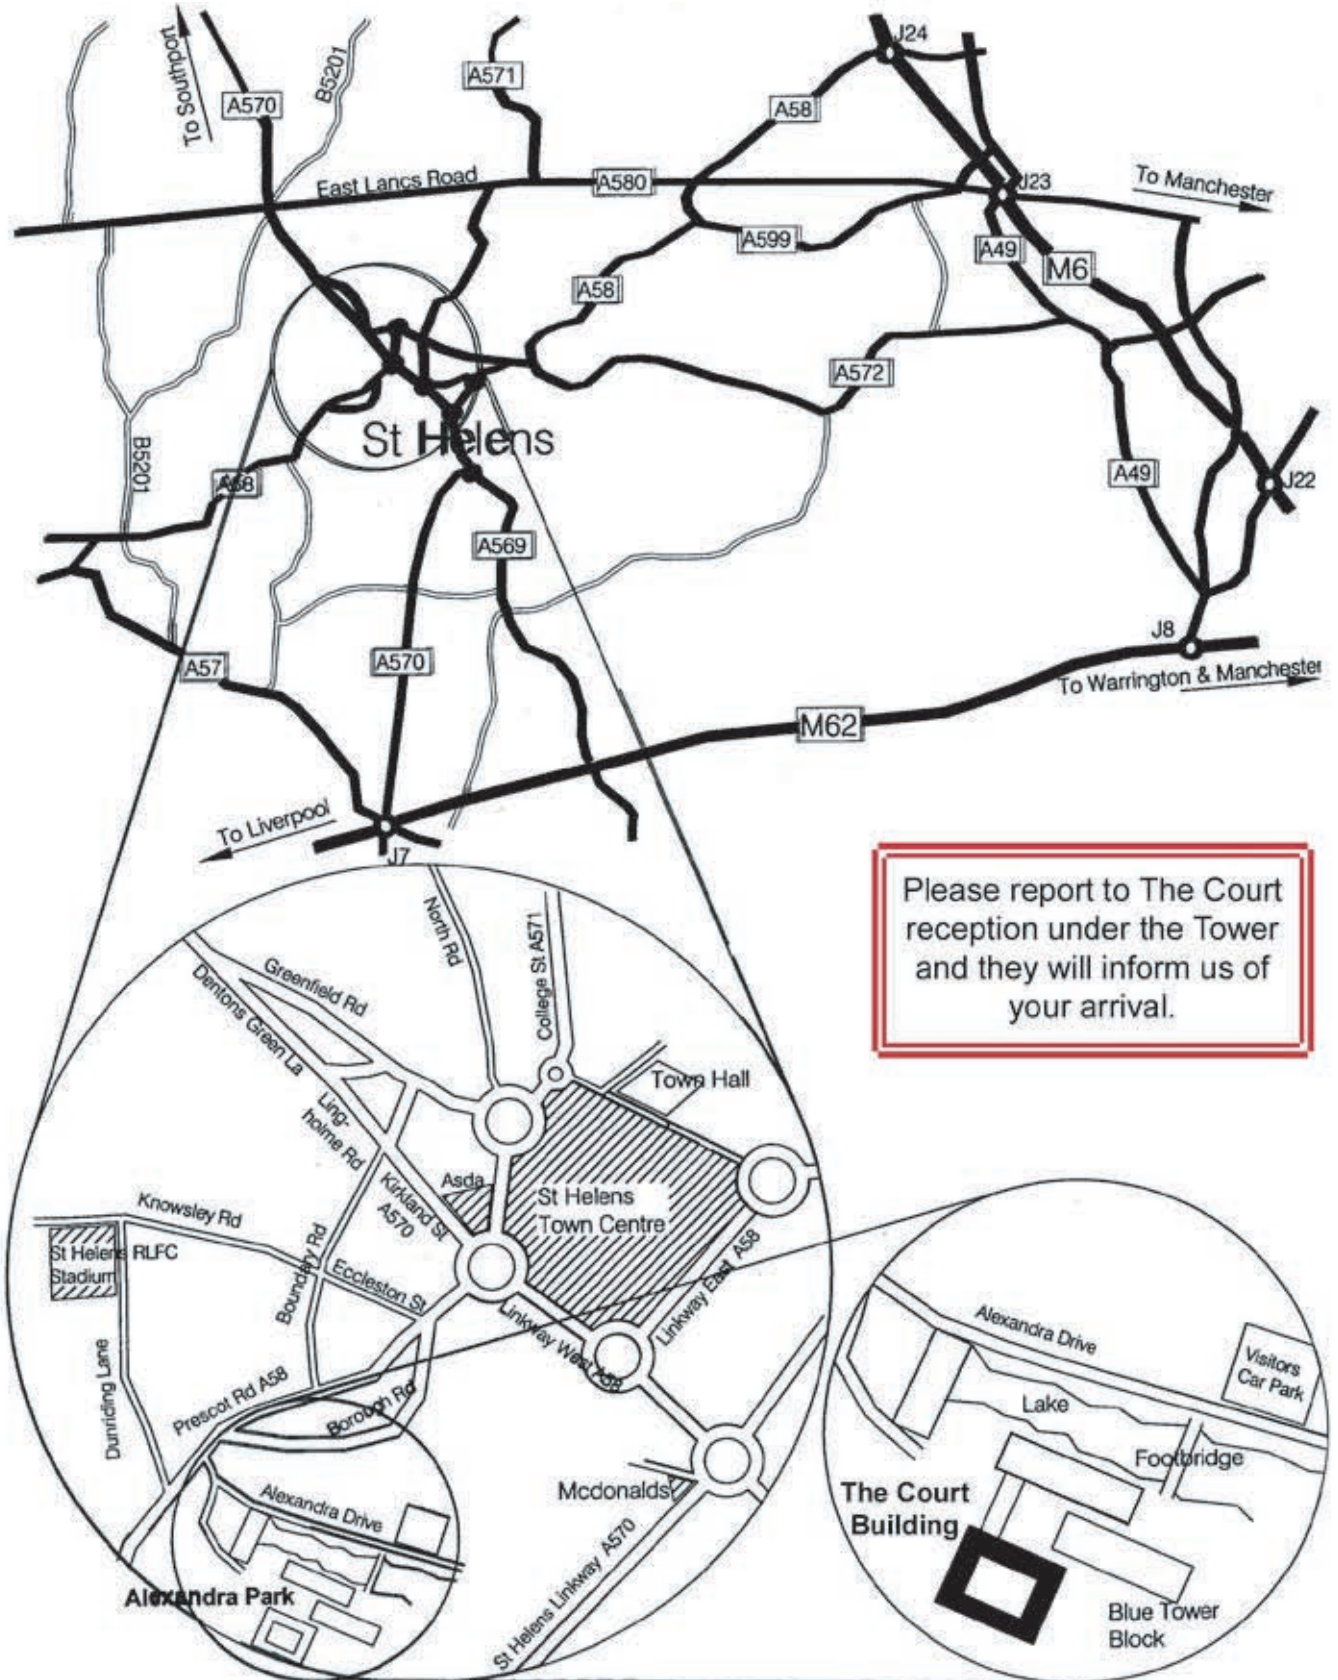 To Southport
A570
B5201
A571
J24
A58
East Lancs Road
A580
J23
To Manchester
A599
A49
M6
A58
A572
St Helens
B5201
A58
A49
J22
A569
A57
A570
J8
To Warrington & Manchester
M62
To Liverpool
J7
Please report to The Court
reception under the Tower
and they will inform us of
your arrival.
North Rd
College St A571
Greenfield Rd
Dentons Green La
Town Hall
Ling-
holme Rd
Asda
Kirkland St
A570
St Helens
Town Centre
Knowsley Rd
St Helens RLFC
Stadium
Boundary Rd
Eccleston St
Linkway West A58
Linkway East A58
Dunriding Lane
Prescot Rd A58
Borough Rd
Mcdonalds
Alexandra Drive
Alexandra Park
St Helens Linkway A570
Alexandra Drive
Visitors
Car Park
Lake
Footbridge
The Court
Building
Blue Tower
Block